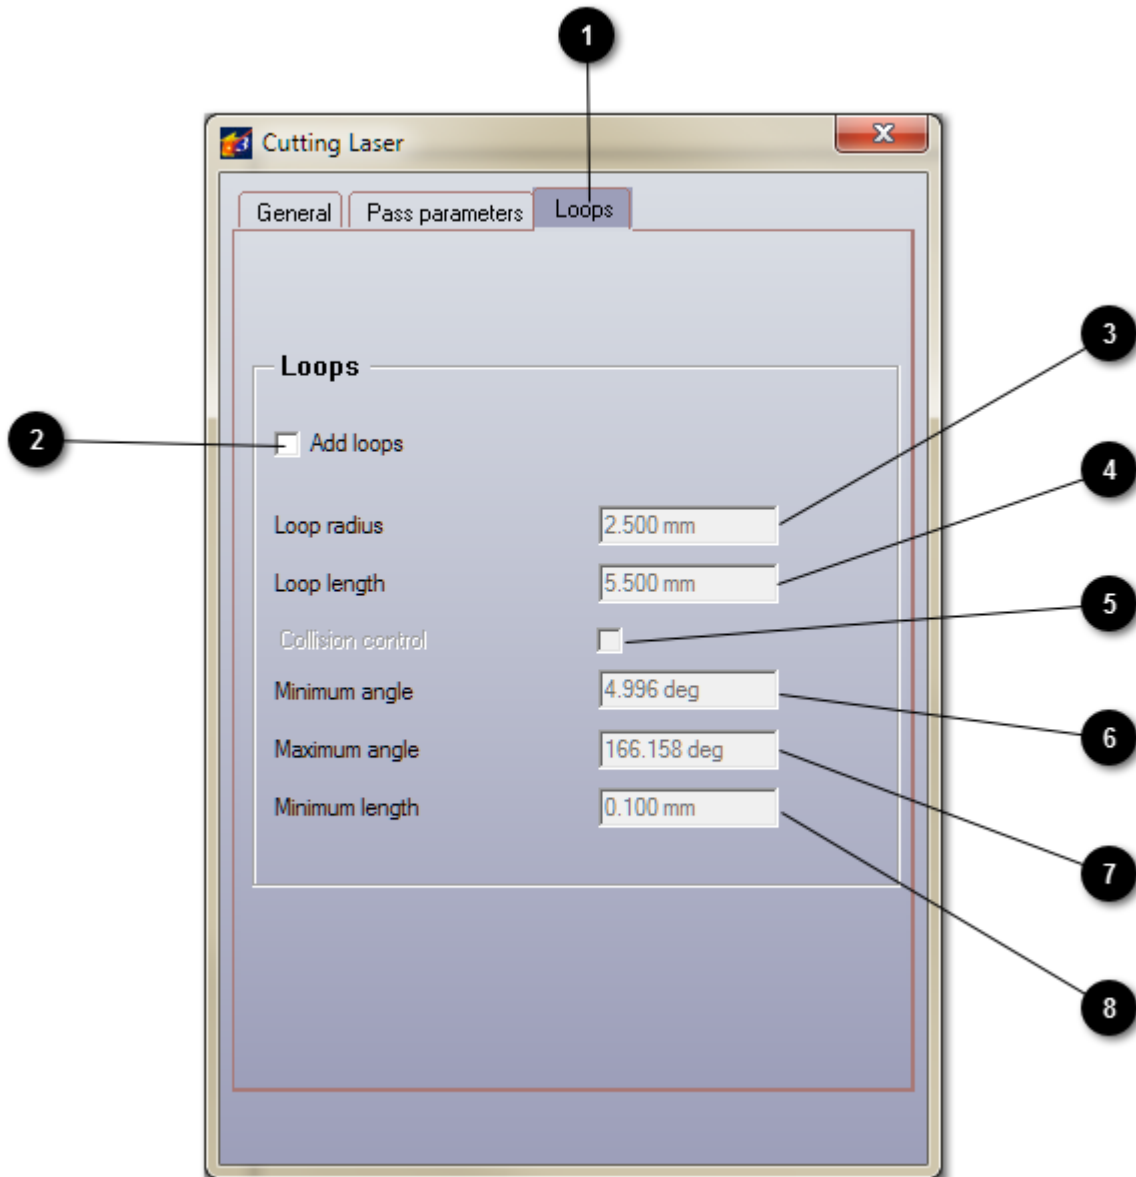 1
Cutting Laser
General Pass parameters Loops
Loops
3
2 Add loops
4
Loop radius 2.500 mm
Loop length 5.500 mm
5
Collision control
Minimum angle 4.996 deg
6
Maximum angle 166.158 deg
Minimum length 0.100 mm
7
8